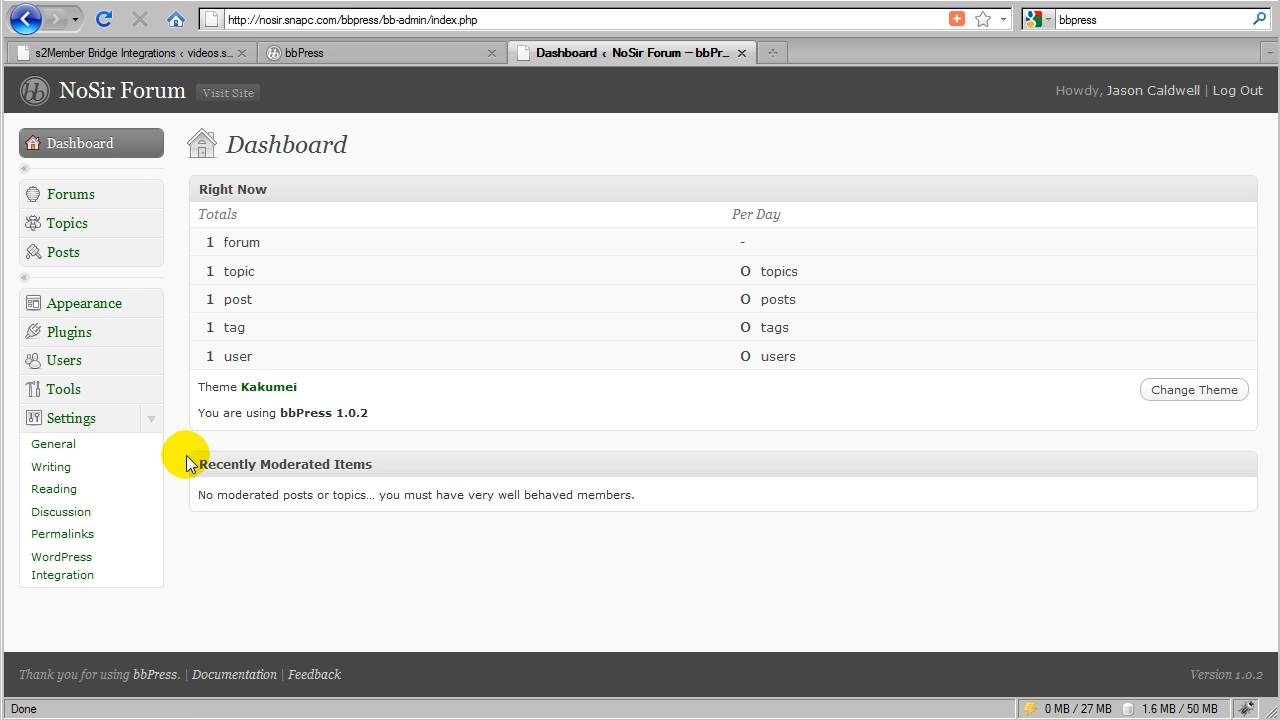 http://nosir.snapc.com/bbpress/bb-admin/index.php
bbpress
s2Member Bridge Integrations < videos.s...
bbPress
Dashboard ‹ NoSir Forum — bbPr...
NoSir Forum Visit Site
Howdy, Jason Caldwell | Log Out
Dashboard
Forums
Topics
Posts
Appearance
Plugins
Users
Tools
Settings
General
Writing
Reading
Discussion
Permalinks
WordPress
Integration
Dashboard
Right Now
Totals Per Day
1 forum -
1 topic 0 topics
1 post 0 posts
1 tag 0 tags
1 user 0 users
Theme Kakumei
Change Theme
You are using bbPress 1.0.2
Recently Moderated Items
No moderated posts or topics... you must have very well behaved members.
Thank you for using bbPress. | Documentation | Feedback
Version 1.0.2
Done
0 MB / 27 MB
1.6 MB / 50 MB